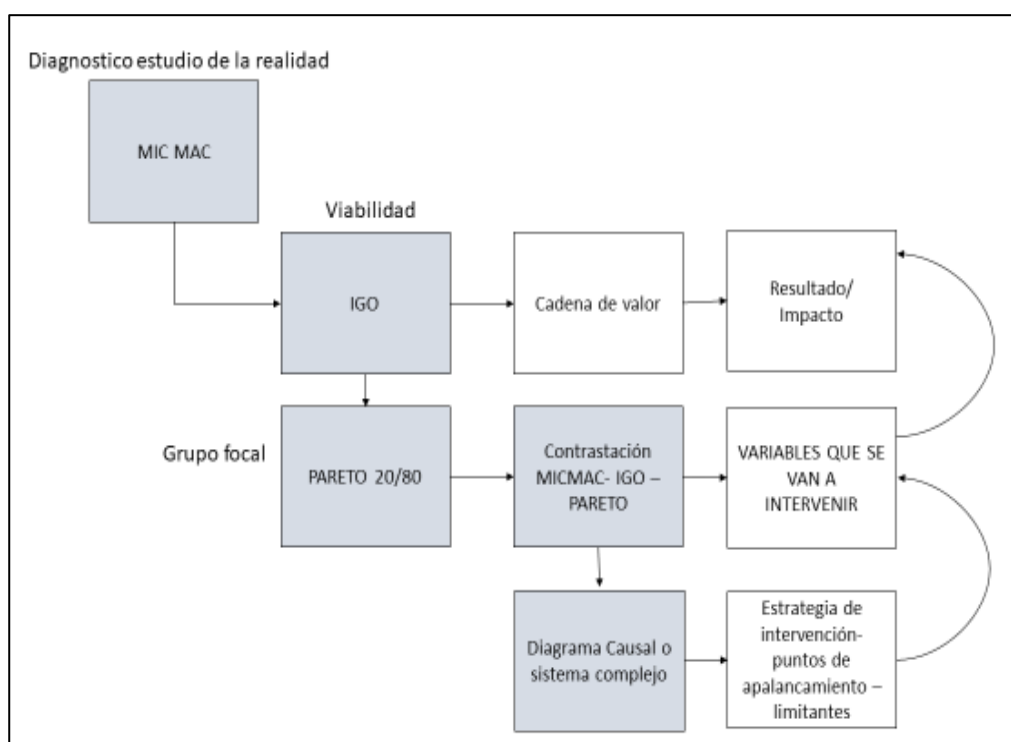 Diagnostico estudio de la realidad
MIC MAC
Viabilidad
IGO
Cadena de valor
Resultado/
Impacto
Grupo focal
PARETO 20/80
Contrastación
MICMAC- IGO –
PARETO
VARIABLES QUE SE
VAN A
INTERVENIR
Diagrama Causal o
sistema complejo
Estrategia de
intervención-
puntos de
apalancamiento –
limitantes